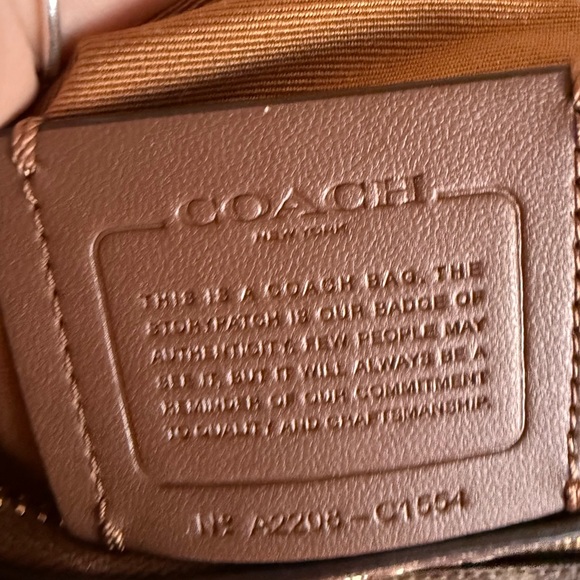 COACH
NEW YORK
THIS IS A COACH BAG. THE
STORYPATCH IS OUR BADGE OF
AUTHENTICITY. FEW PEOPLE MAY
SEE IT, BUT IT WILL ALWAYS BE A
REMINDER OF OUR COMMITMENT
TO QUALITY AND CRAFTSMANSHIP.
Nº A2208-C1554